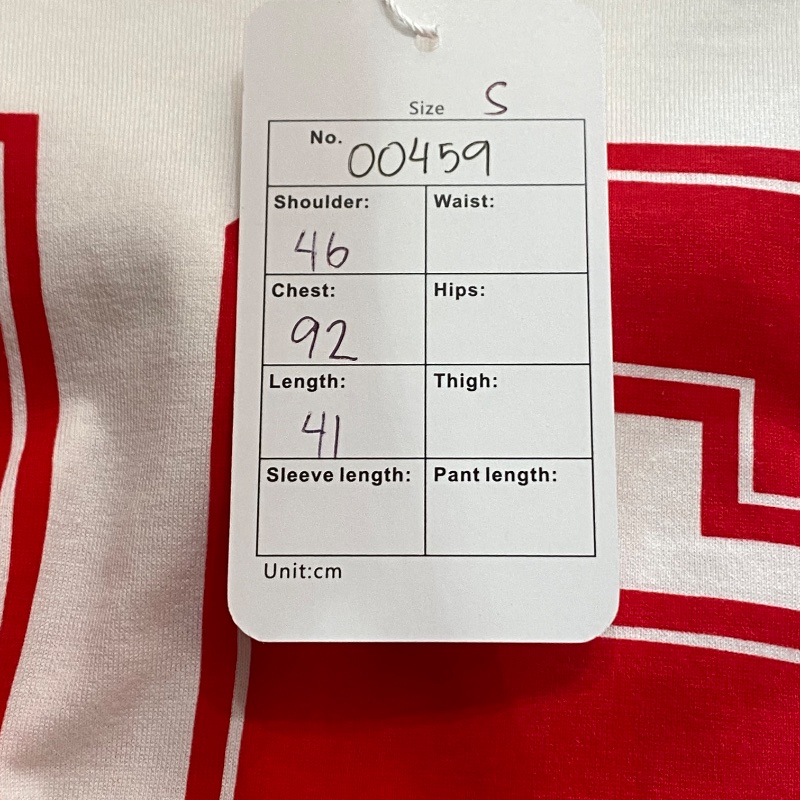 Size S
No. 00459
Shoulder: Waist:
46
Chest: Hips:
92
Length: Thigh:
41
Sleeve length: Pant length:
Unit:cm